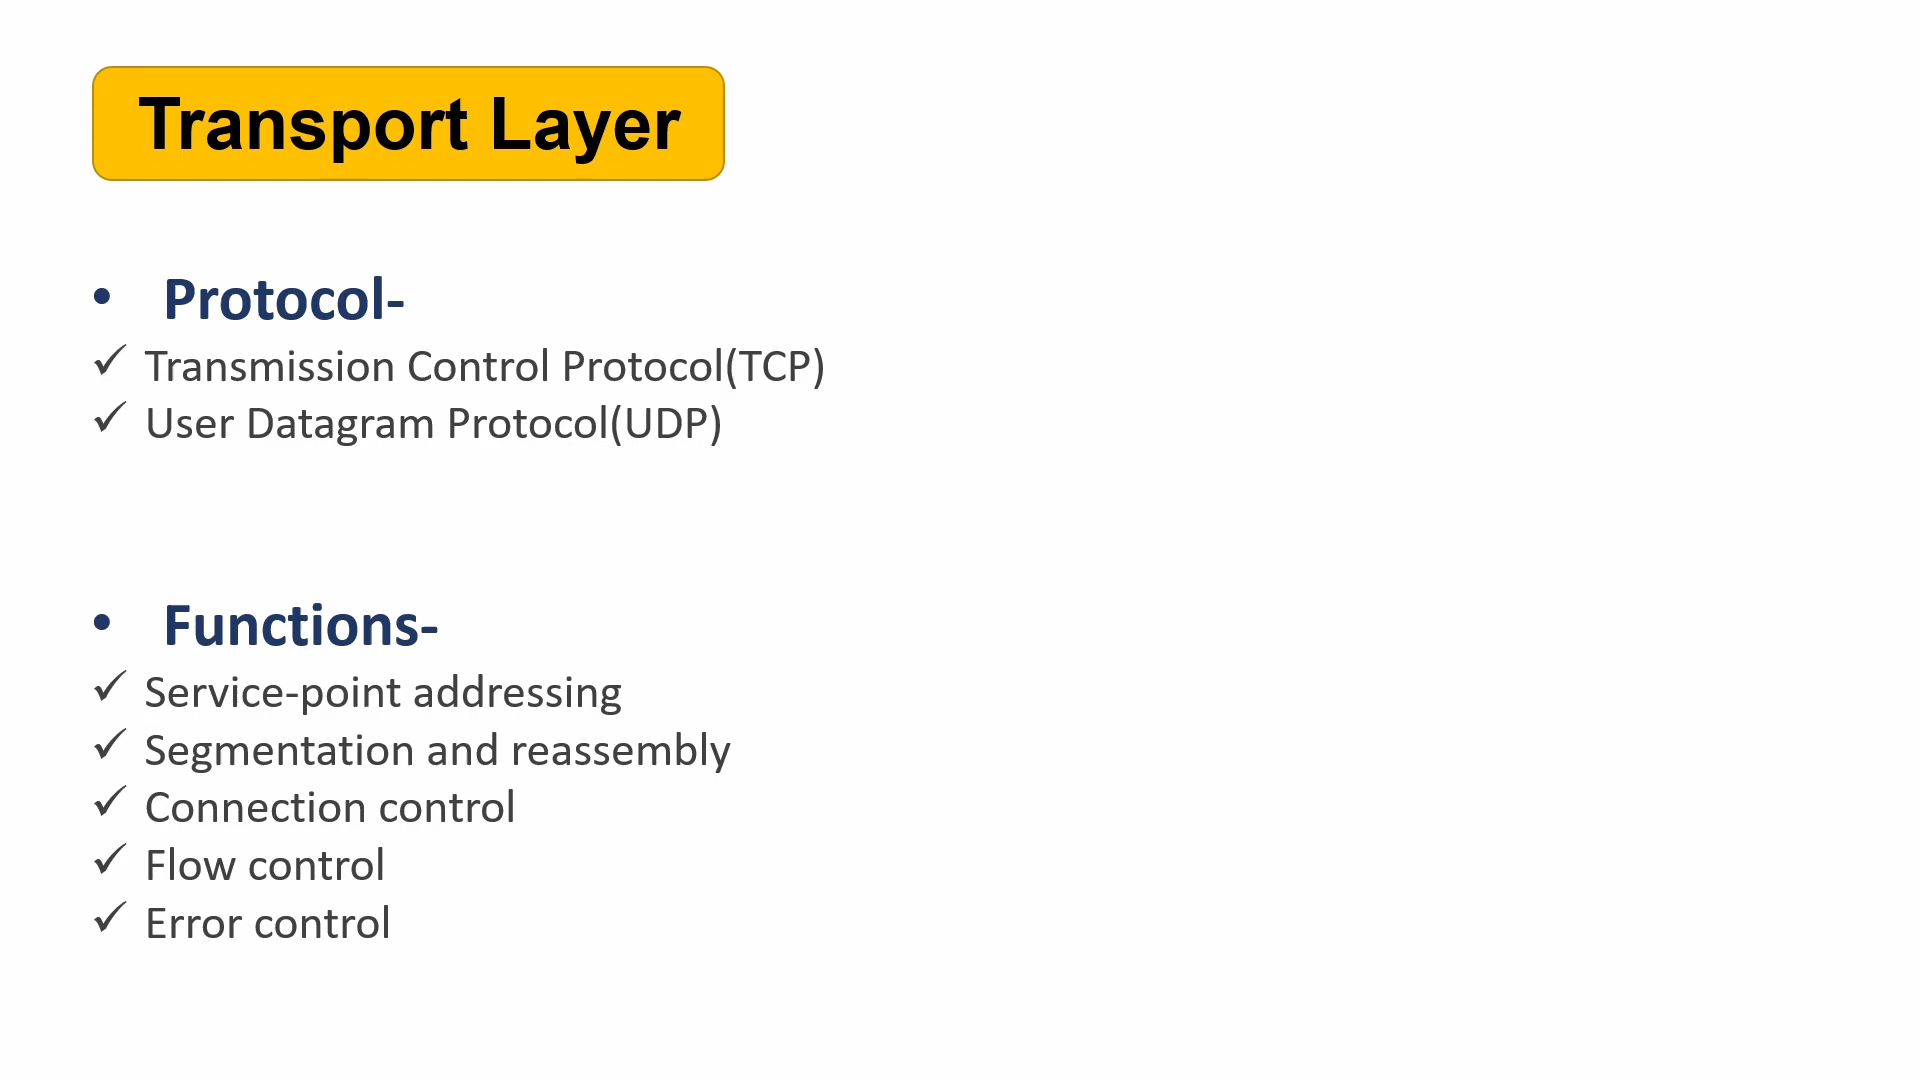 Transport Layer
• Protocol-
✓ Transmission Control Protocol(TCP)
✓ User Datagram Protocol(UDP)
• Functions-
✓ Service-point addressing
✓ Segmentation and reassembly
✓ Connection control
✓ Flow control
✓ Error control